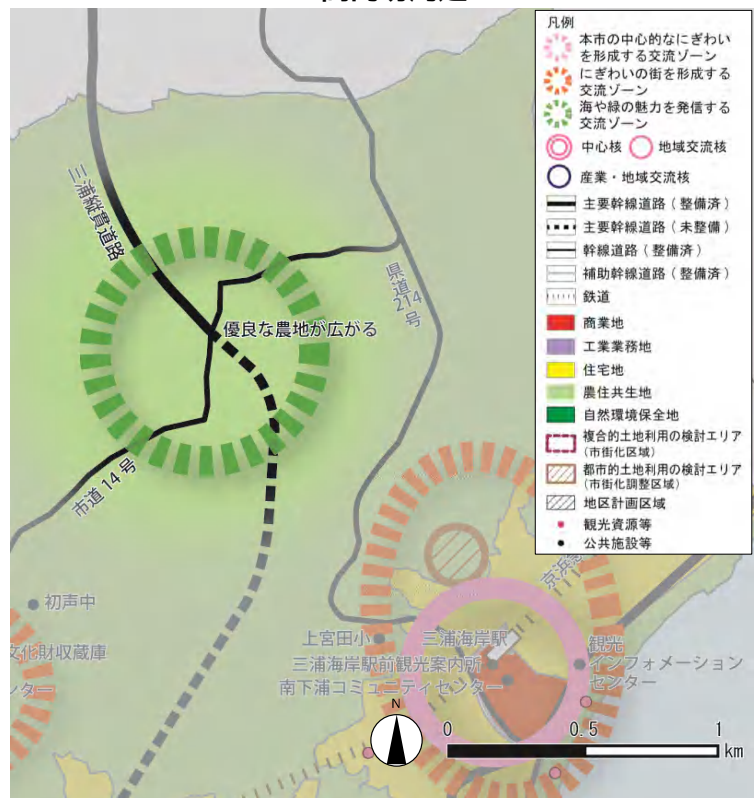 凡例
本市の中心的なにぎわい
を形成する交流ゾーン
にぎわいの街を形成する
交流ゾーン
海や緑の魅力を発信する
交流ゾーン
中心核 地域交流核
産業・地域交流核
主要幹線道路(整備済)
主要幹線道路(未整備)
幹線道路(整備済)
補助幹線道路(整備済)
鉄道
商業地
工業業務地
住宅地
農住共生地
自然環境保全地
複合的土地利用の検討エリア
(市街化区域)
都市的土地利用の検討エリア
(市街化調整区域)
地区計画区域
観光資源等
公共施設等
三浦縦貫道路
県道
214
号
優良な農地が広がる
市道14号
初声中
文化財収蔵庫
ンター
京浜急
上宮田小
三浦海岸駅
三浦海岸駅前観光案内所
南下浦コミュニティセンター
観光
インフォメーション
センター
N
0 0.5 1
km